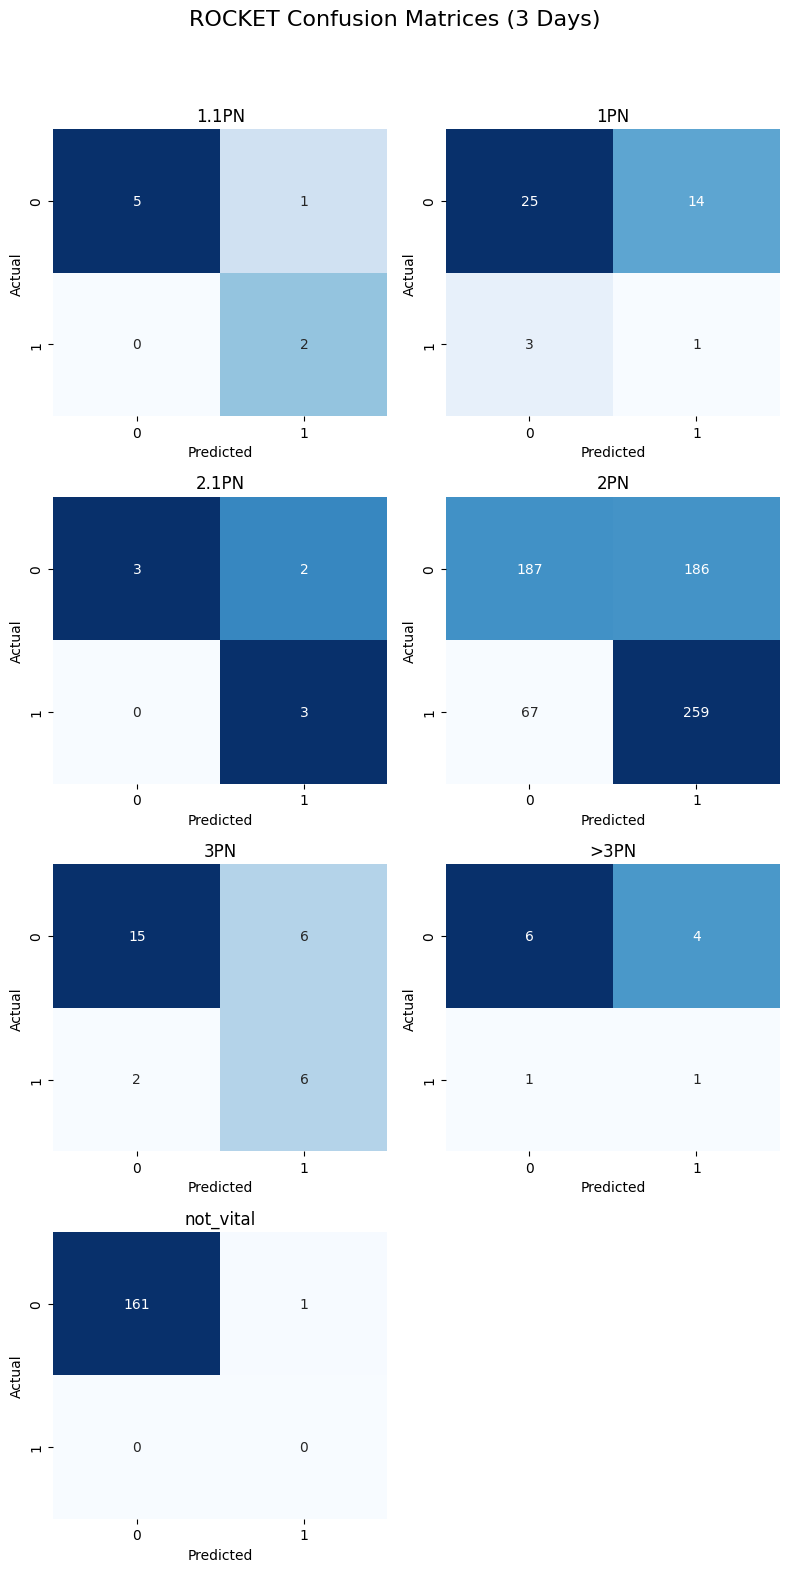 ROCKET Confusion Matrices (3 Days)
1.1PN
1PN
0
5
1
0
25
14
Actual
Actual
1
0
2
1
3
1
0
1
0
1
Predicted
Predicted
2.1PN
2PN
0
3
2
0
187
186
Actual
Actual
1
0
3
1
67
259
0
1
0
1
Predicted
Predicted
3PN
>3PN
0
15
6
0
6
4
Actual
Actual
1
2
6
1
1
1
0
1
0
1
Predicted
Predicted
not_vital
0
161
1
Actual
1
0
0
0
1
Predicted